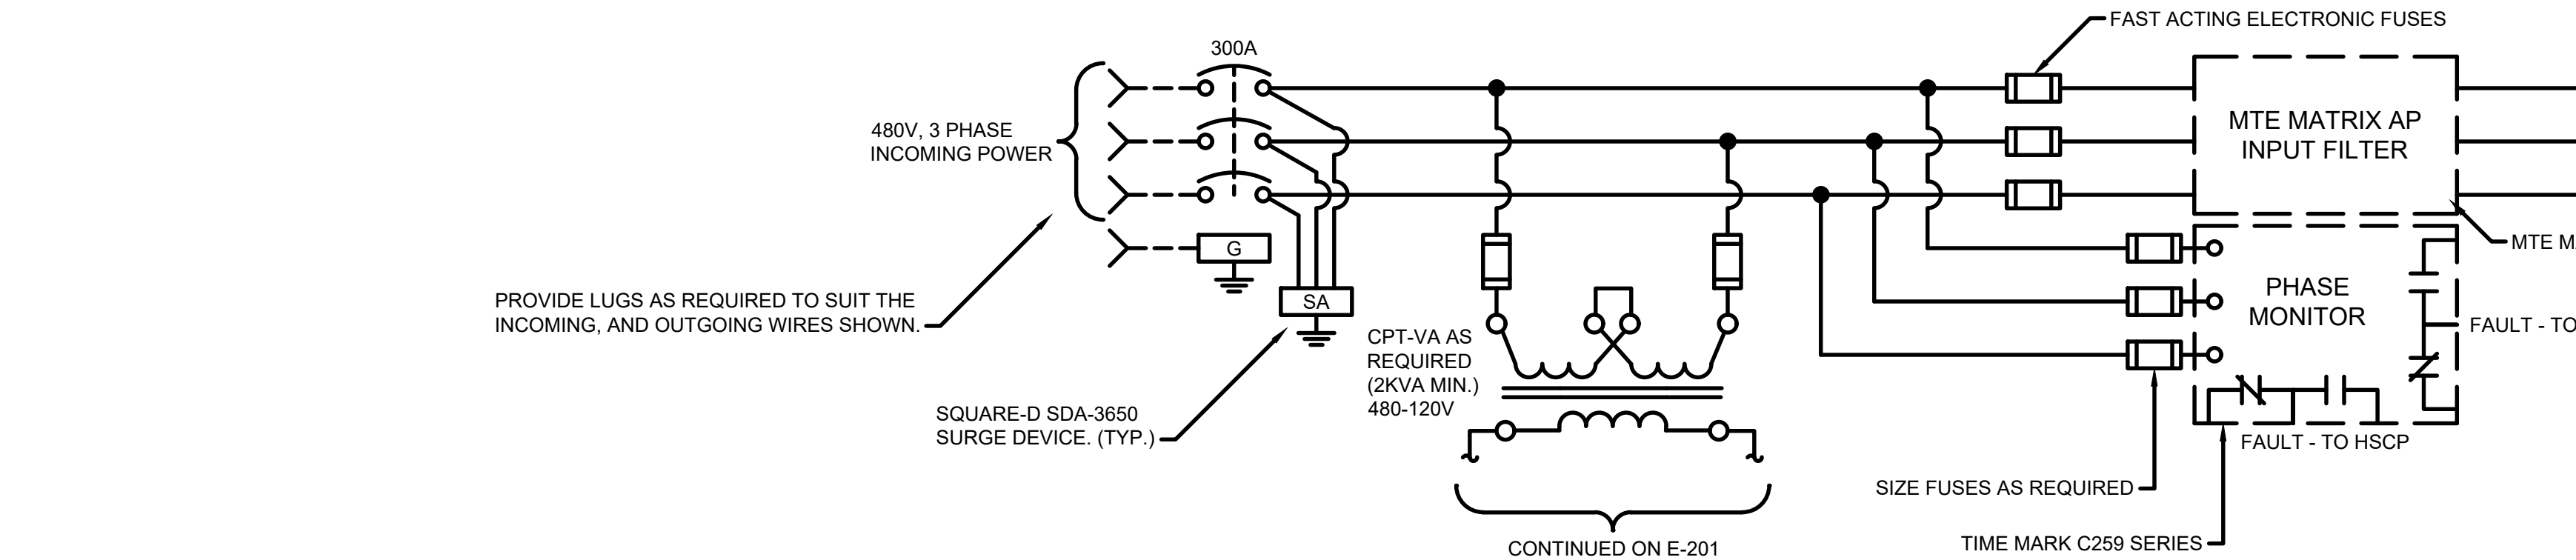 FAST ACTING ELECTRONIC FUSES
300A
480V, 3 PHASE
INCOMING POWER
MTE MATRIX AP
INPUT FILTER
G
MTE M
PROVIDE LUGS AS REQUIRED TO SUIT THE
INCOMING, AND OUTGOING WIRES SHOWN.
SA
PHASE
MONITOR
FAULT - TO
CPT-VA AS
REQUIRED
(2KVA MIN.)
480-120V
SQUARE-D SDA-3650
SURGE DEVICE. (TYP.)
FAULT - TO HSCP
SIZE FUSES AS REQUIRED
TIME MARK C259 SERIES
CONTINUED ON E-201